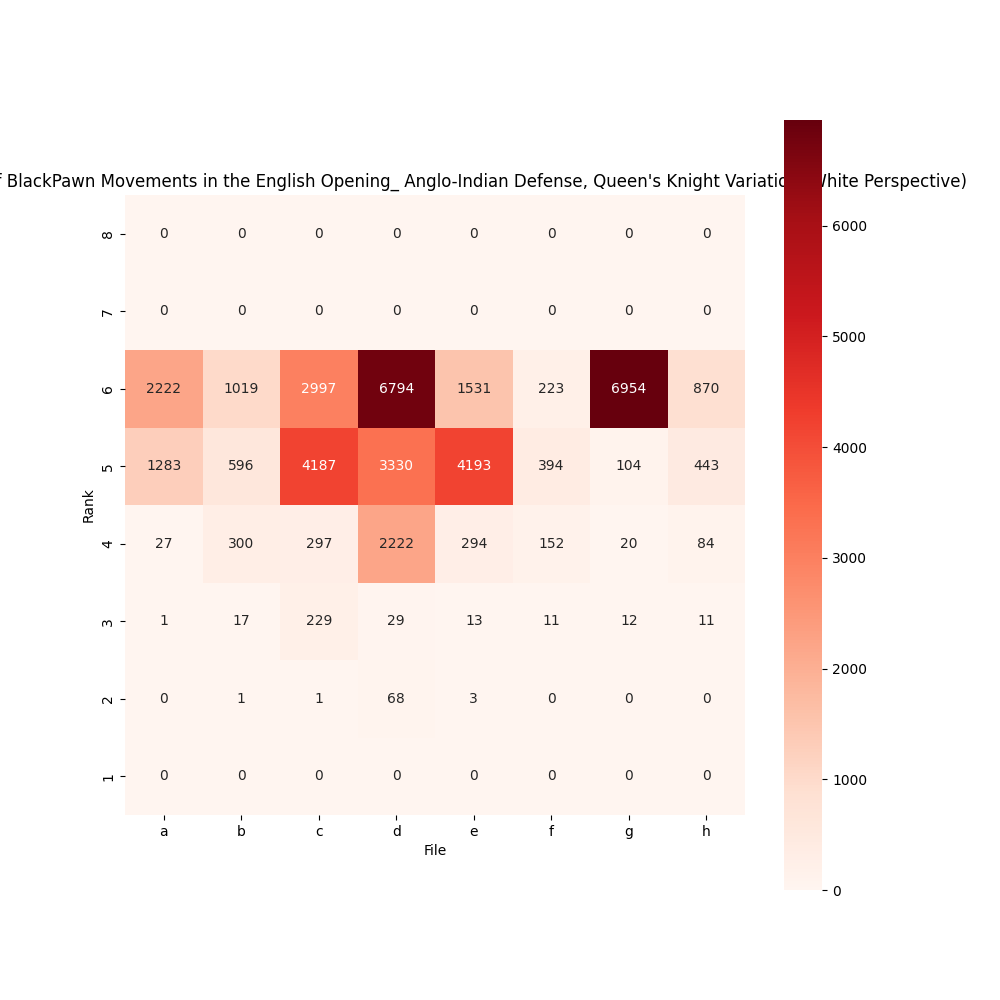 BlackPawn Movements in the English Opening_ Anglo-Indian Defense, Queen's Knight Perspective)
8 0 0 0 0 0 0 0 0
7 0 0 0 0 0 0 0 0
6 2222 1019 2997 6794 1531 223 6954 870
5 1283 596 4187 3330 4193 394 104 443
4 27 300 297 2222 294 152 20 84
3 1 17 229 29 13 11 12 11
2 0 1 1 68 3 0 0 0
1 0 0 0 0 0 0 0 0
a b c d e f g h
File
Rank
6000
5000
4000
3000
2000
1000
0